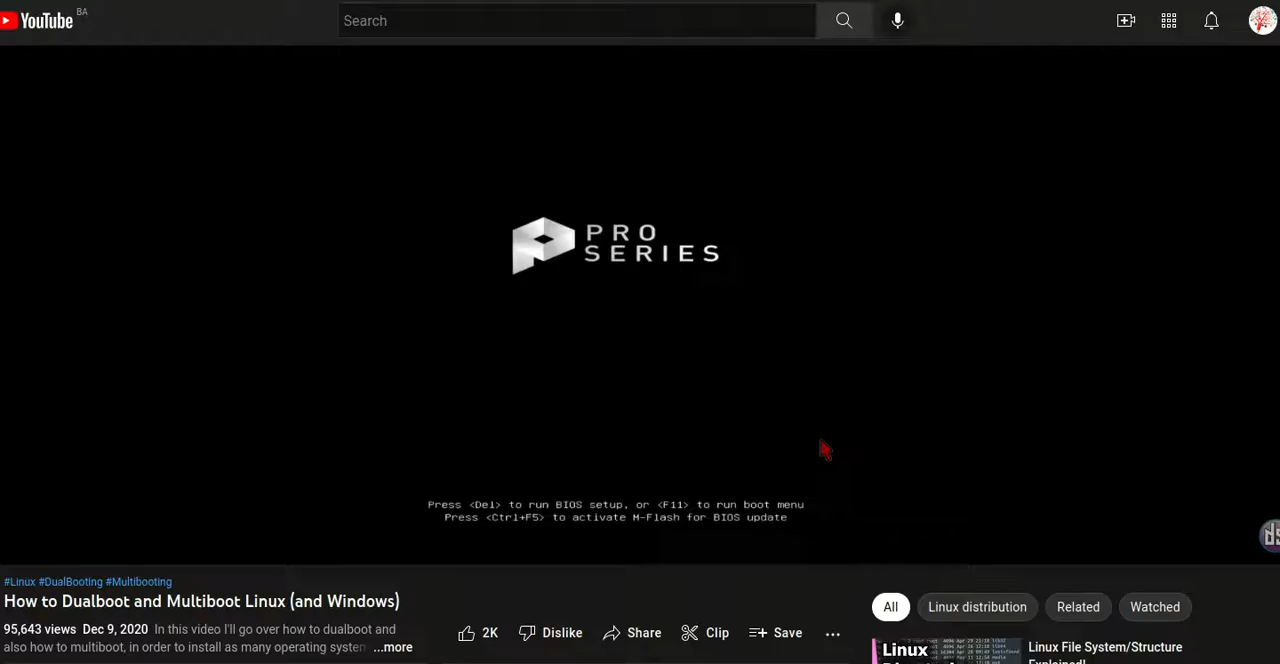 YouTube BA
Search
PRO
SERIES
Press <Del> to run BIOS setup, or <F11> to run boot menu
Press <Ctrl+F5> to activate M-Flash for BIOS update
#Linux #DualBooting #Multibooting
How to Dualboot and Multiboot Linux (and Windows)
95,643 views Dec 9, 2020 In this video I'll go over how to dualboot and
also how to multiboot, in order to install as many operating system ...more
2K Dislike Share Clip Save
All Linux distribution Related Watched
Linux
Linux File System/Structure
Explained!